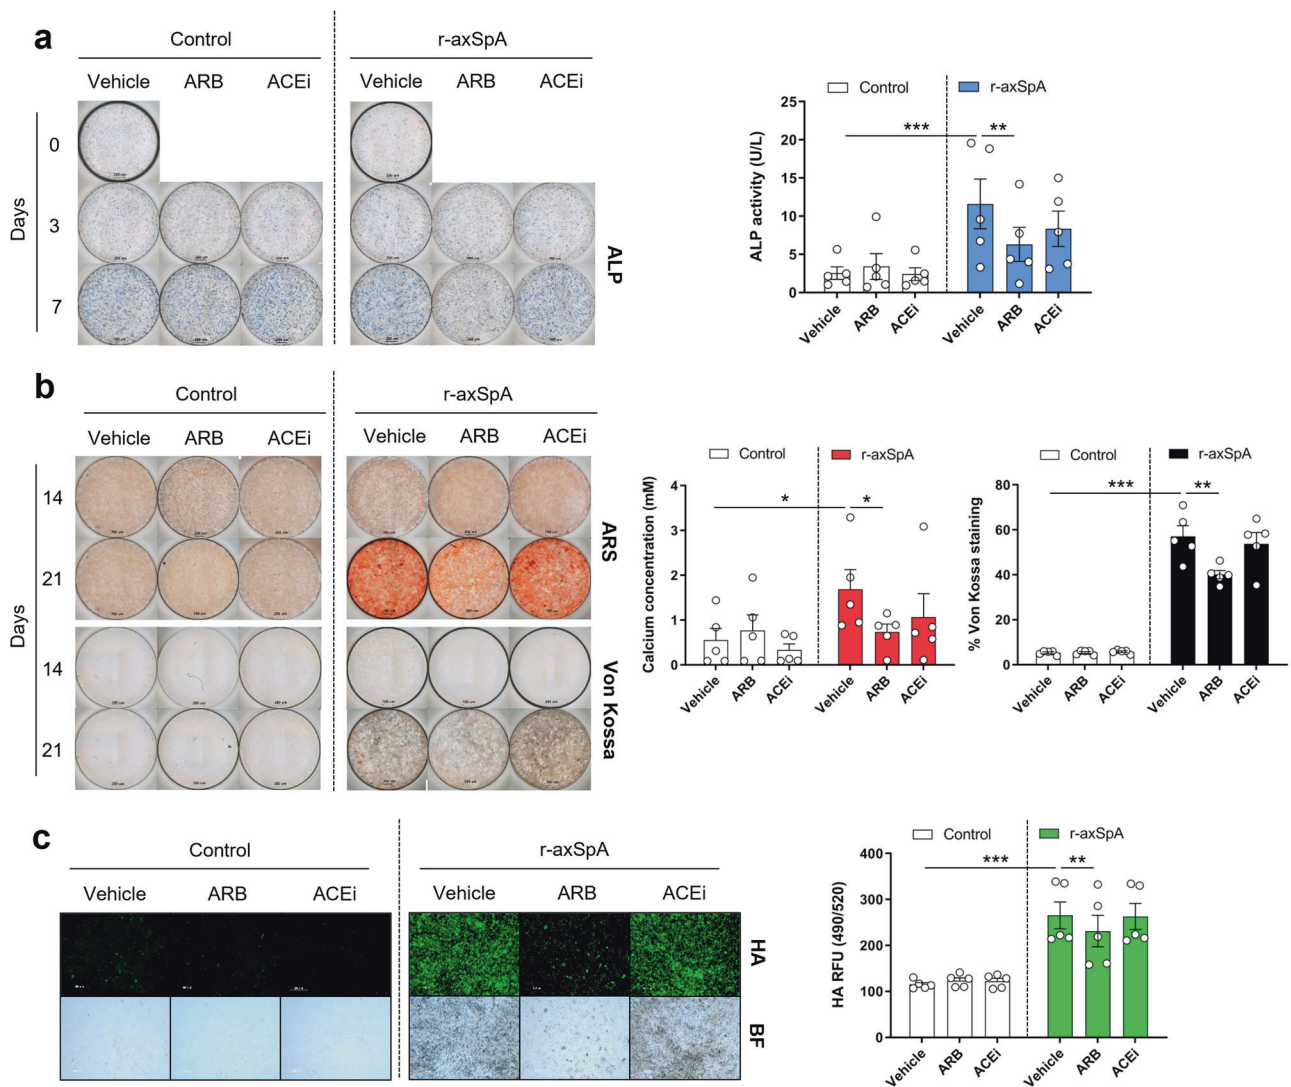 a
Control
r-axSpA
Vehicle ARB ACEi
Vehicle ARB ACEi
Days
0
3
7
ALP
Control
r-axSpA
ALP activity (U/L)
25
20
15
10
5
0
***
**
Vehicle ARB ACEi Vehicle ARB ACEi
b
Control
r-axSpA
Vehicle ARB ACEi
Vehicle ARB ACEi
Days
14
21
14
21
ARS
Von Kossa
Control
r-axSpA
Calcium concentration (mM)
4
3
2
1
0
*
*
Vehicle ARB ACEi Vehicle ARB ACEi
Control
r-axSpA
% Von Kossa staining
80
60
40
20
0
***
**
Vehicle ARB ACEi Vehicle ARB ACEi
c
Control
r-axSpA
Vehicle ARB ACEi
Vehicle ARB ACEi
HA
BF
Control
r-axSpA
HA RFU (490/520)
400
300
200
100
0
***
**
Vehicle ARB ACEi Vehicle ARB ACEi